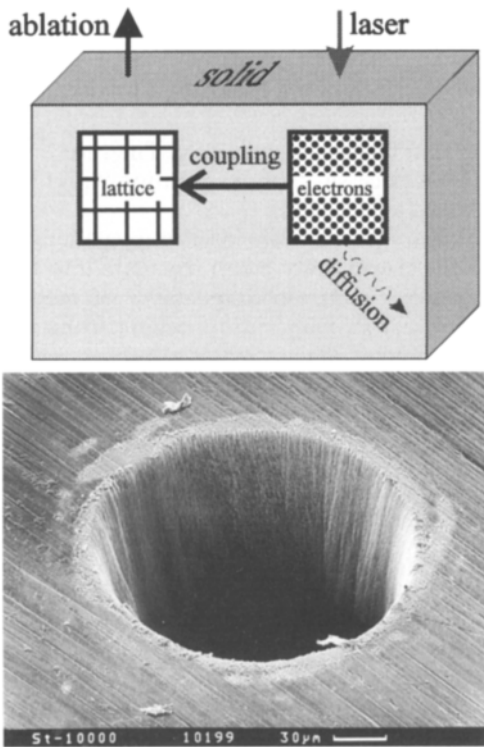 ablation
laser
solid
coupling
lattice
electrons
diffusion
St-10000 10199 30μm